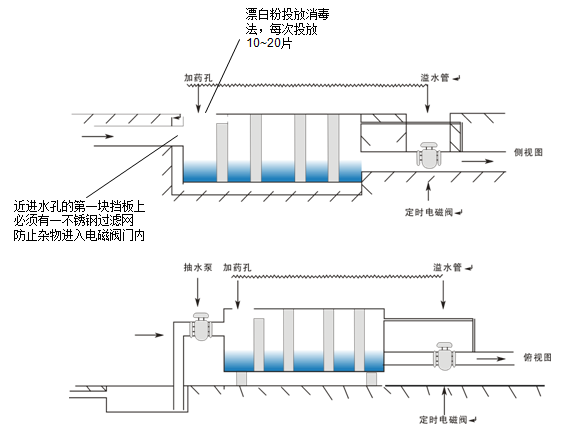 漂白粉投放消毒
法，每次投放
10~20片
加药孔
溢水管
侧视图
近进水孔的第一块挡板上
必须有一不锈钢过滤网
防止杂物进入电磁阀门内
定时电磁阀
抽水泵
加药孔
溢水管
俯视图
定时电磁阀